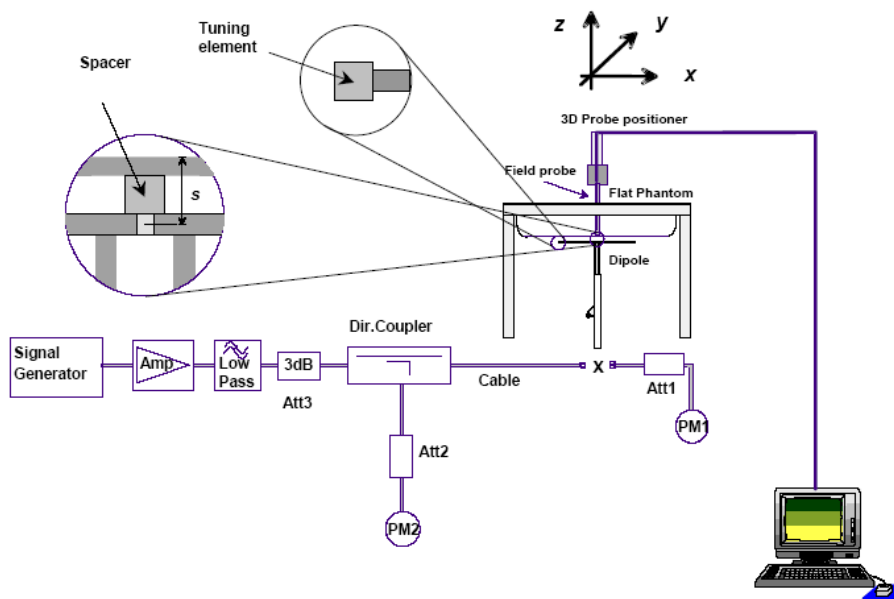 Tuning
element
Spacer
s
z
y
x
3D Probe positioner
Field probe
Flat Phantom
Dipole
Dir.Coupler
Signal
Generator
Amp
Low
Pass
3dB
Att3
Cable
x
Att1
PM1
Att2
PM2